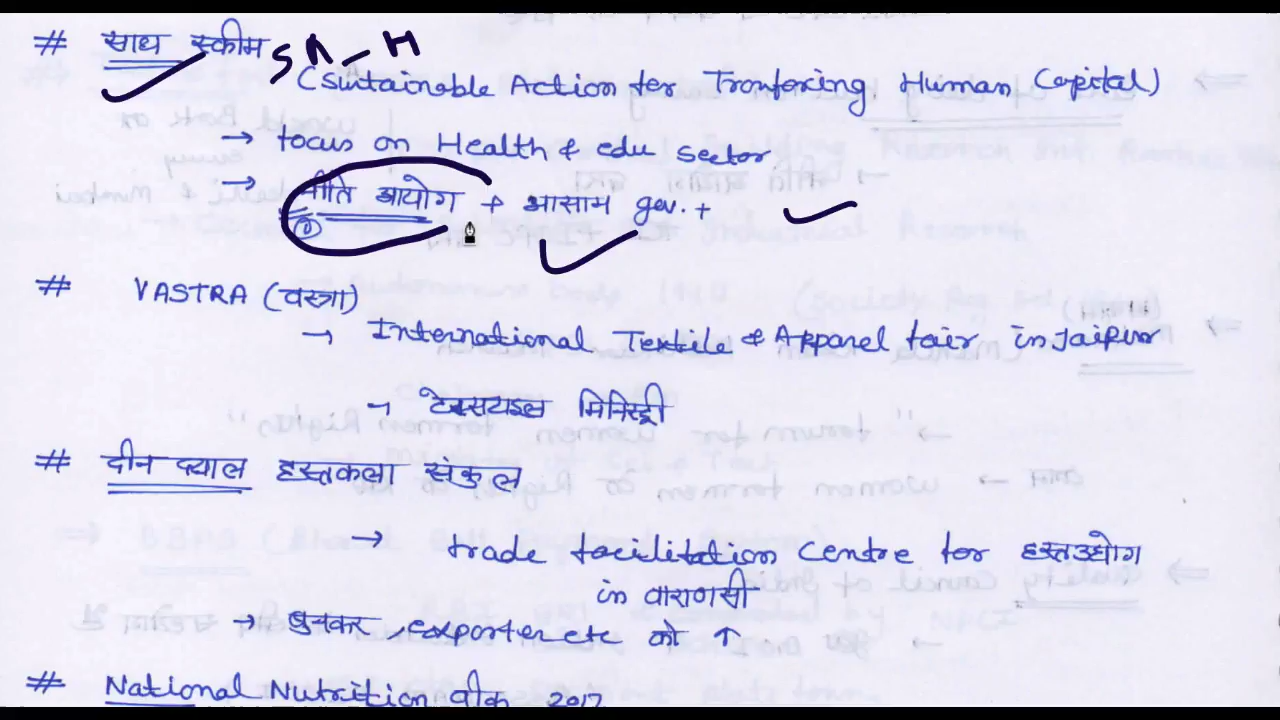 # साथ स्कीम SATH
(Sustainable Action for Tronforing Human Capital)
→ focus on Health & edu sector
→ नीति आयोग + आसाम gov. +
# VASTRA (वस्त्रा)
→ International Textile & Apparel fair in Jaipur
→ टेक्सटाइल मिनिस्ट्री
# दीन दयाल हस्तकला संकुल
→ trade facilitation Centre for हस्तउद्योग
in वाराणसी
→ बुनकर, exporter etc को ↑
# National Nutrition वीक 2017